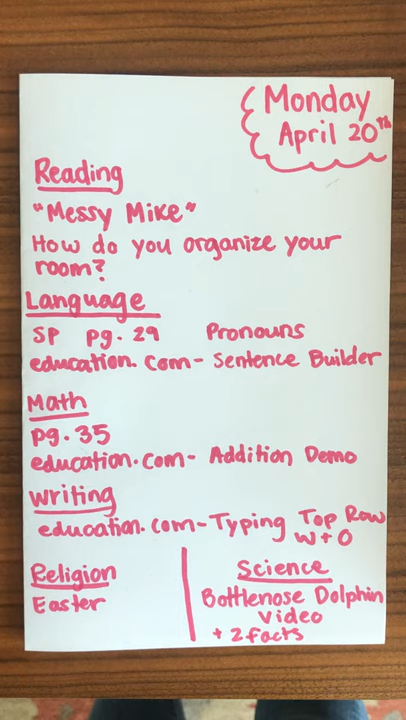 Monday
April 20th
Reading
"Messy Mike"
How do you organize your
room?
Language
SP pg. 29 Pronouns
education.com- Sentence Builder
Math
pg. 35
education.com- Addition Demo
Writing
education.com-Typing Top Row
W+O
Religion
Easter
Science
Bottlenose Dolphin
Video
+ 2 facts